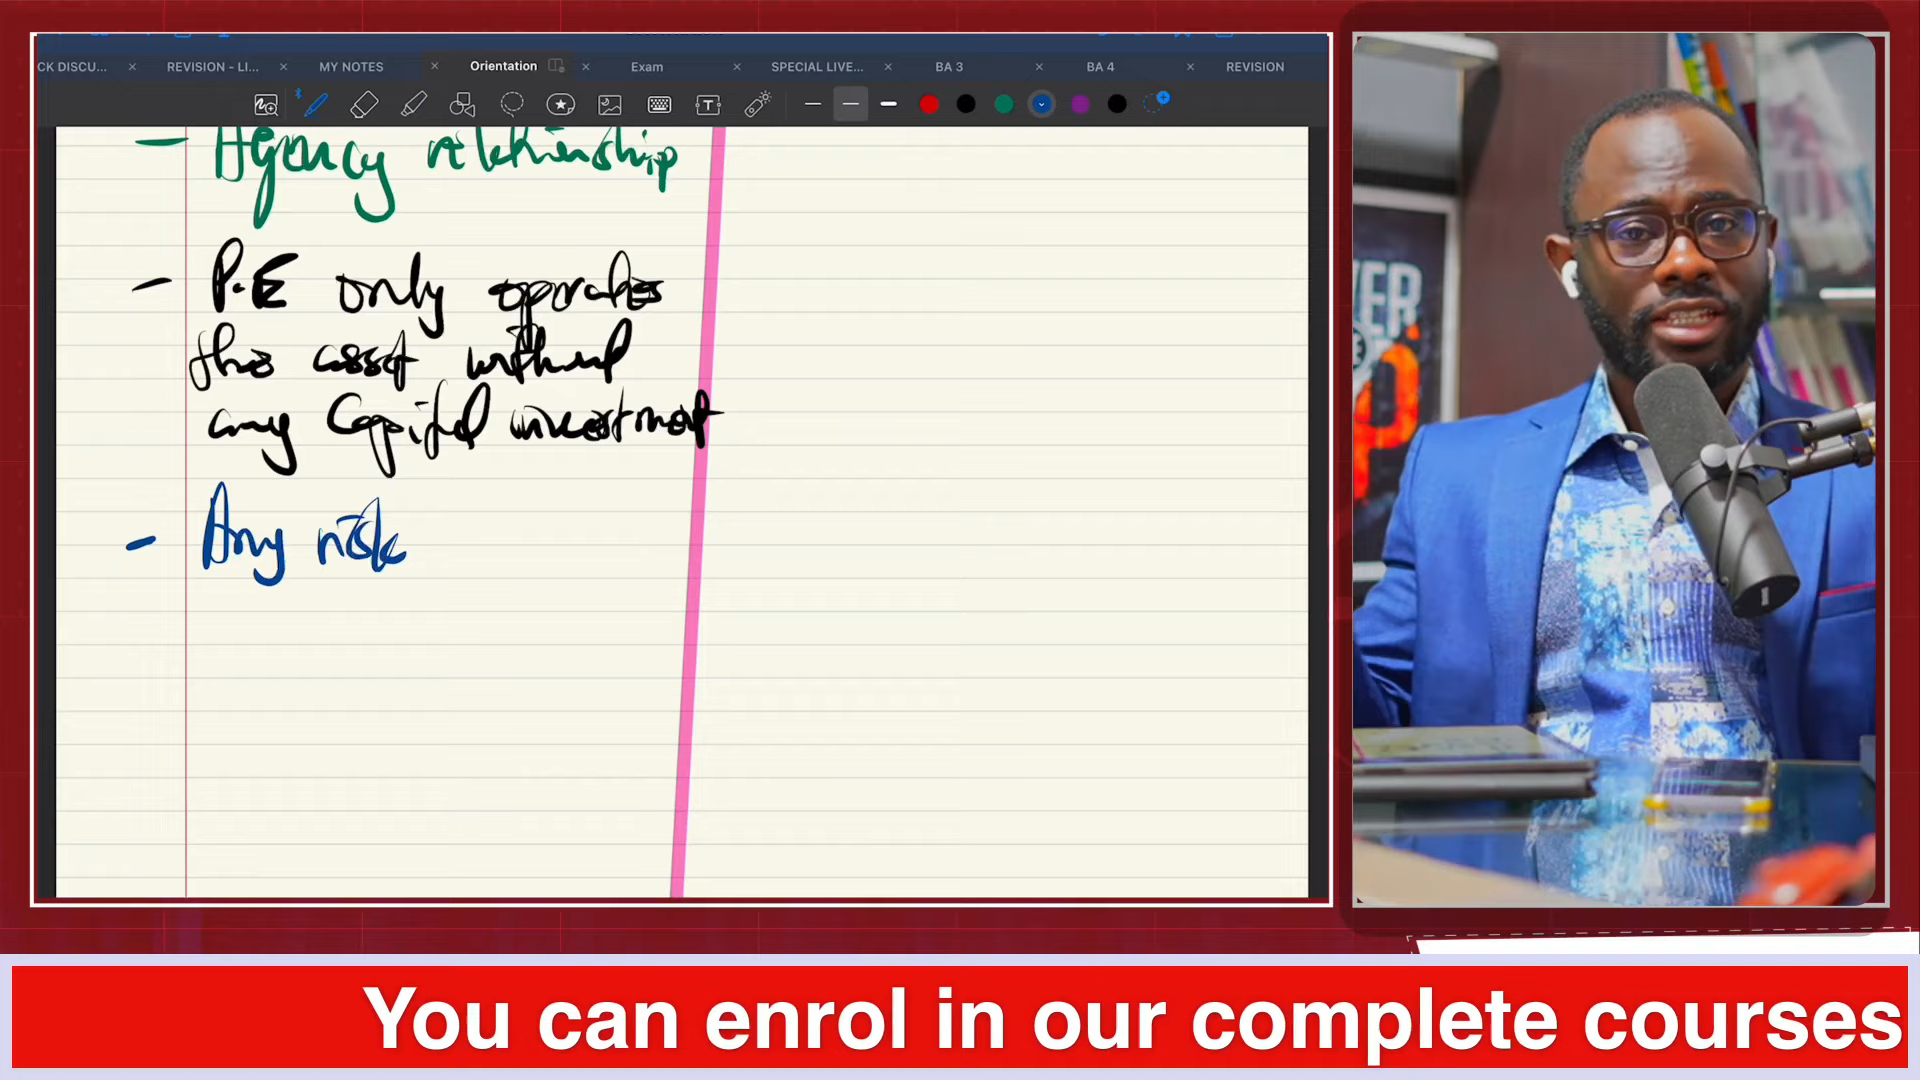 CK DISCU...
REVISION - LI...
MY NOTES
Orientation
Exam
SPECIAL LIVE...
BA 3
BA 4
REVISION
- Agency relationship
- P.E only operates
the asset without
any Capital investment
- Any risk
You can enrol in our complete courses